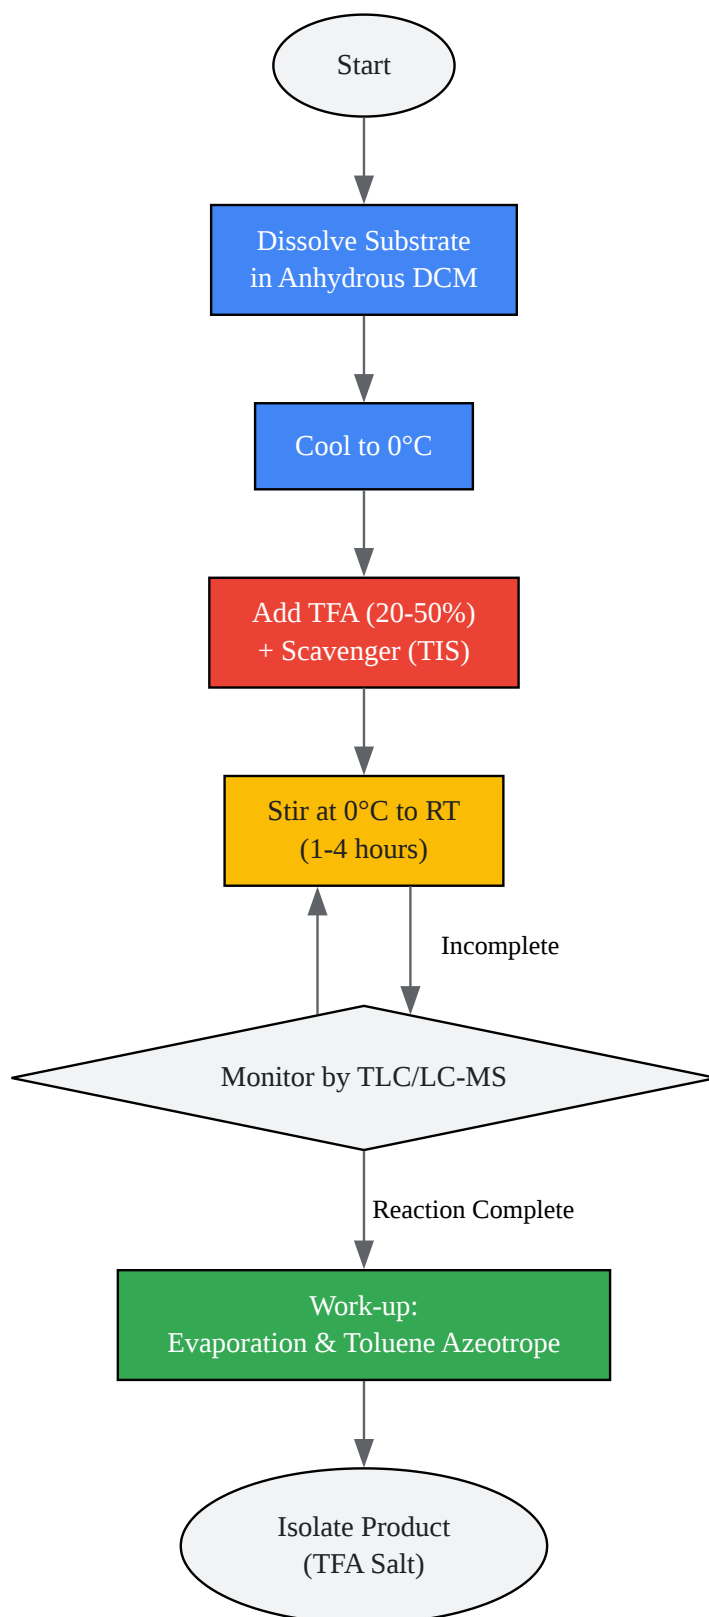 Start
Dissolve Substrate
in Anhydrous DCM
Cool to 0°C
Add TFA (20-50%)
+ Scavenger (TIS)
Stir at 0°C to RT
(1-4 hours)
Incomplete
Monitor by TLC/LC-MS
Reaction Complete
Work-up:
Evaporation & Toluene Azeotrope
Isolate Product
(TFA Salt)